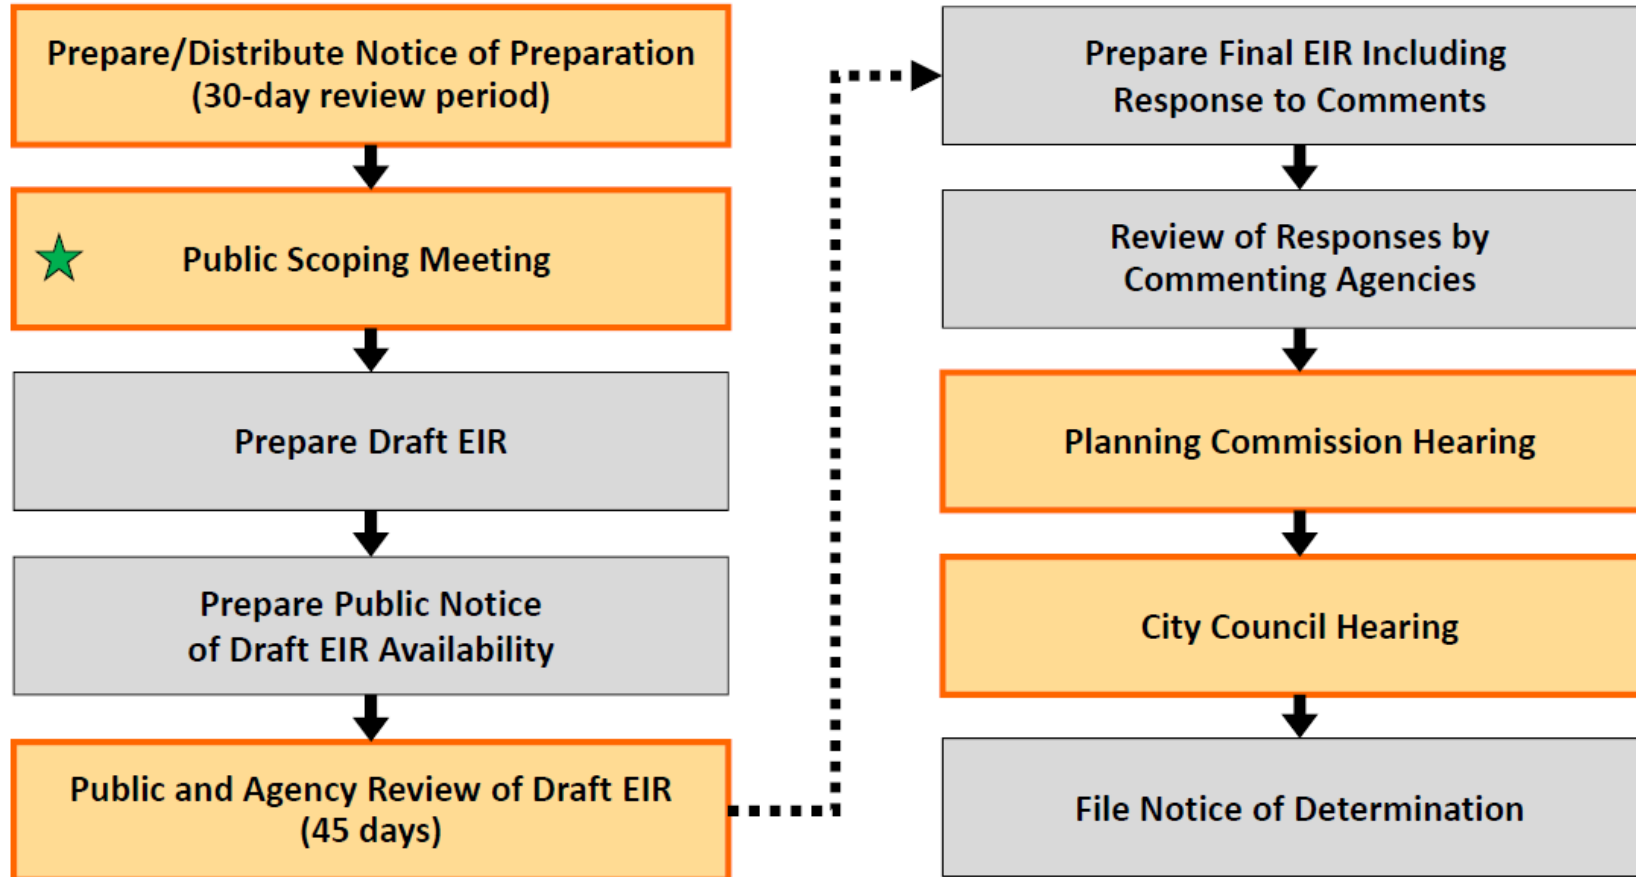 Prepare/Distribute Notice of Preparation
(30-day review period)
Public Scoping Meeting
Prepare Draft EIR
Prepare Public Notice
of Draft EIR Availability
Public and Agency Review of Draft EIR
(45 days)
Prepare Final EIR Including
Response to Comments
Review of Responses by
Commenting Agencies
Planning Commission Hearing
City Council Hearing
File Notice of Determination